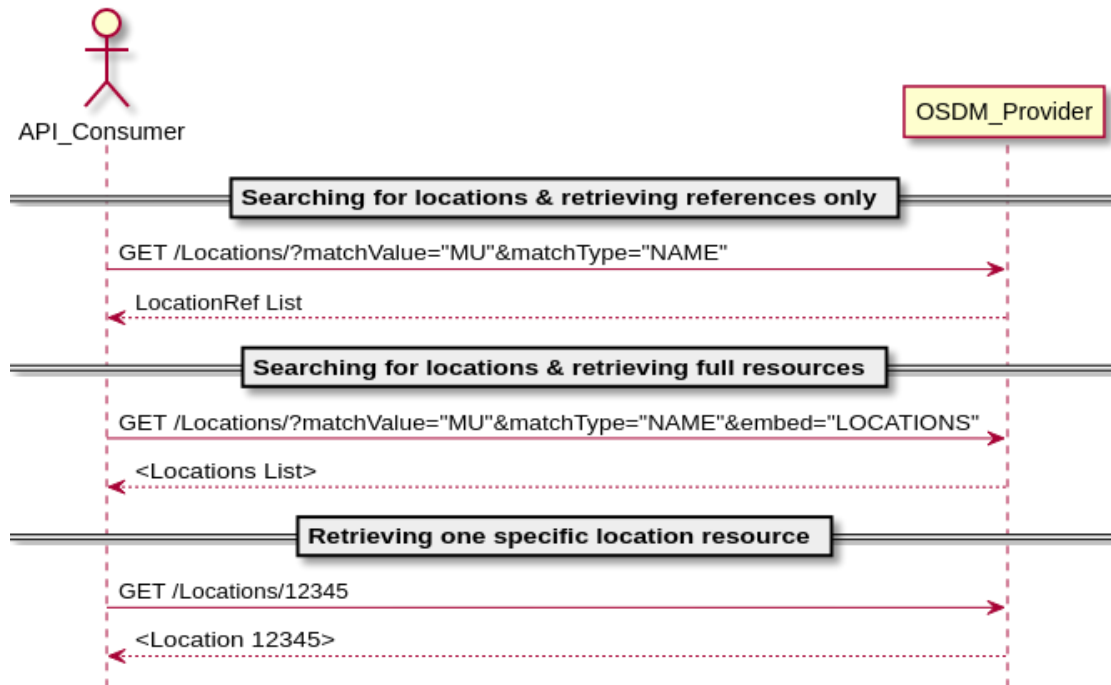 API_Consumer
OSDM_Provider
Searching for locations & retrieving references only
GET /Locations/?matchValue="MU"&matchType="NAME"
LocationRef List
Searching for locations & retrieving full resources
GET /Locations/?matchValue="MU"&matchType="NAME"&embed="LOCATIONS"
<Locations List>
Retrieving one specific location resource
GET /Locations/12345
<Location 12345>